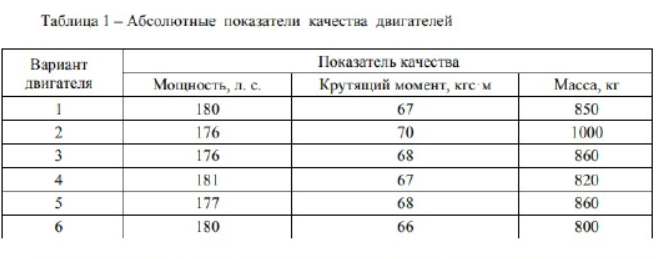 Таблица 1 – Абсолютные показатели качества двигателей
Вариант двигателя
Показатель качества
Мощность, л. с. Крутящий момент, кгс·м Масса, кг
1 180 67 850
2 176 70 1000
3 176 68 860
4 181 67 820
5 177 68 860
6 180 66 800